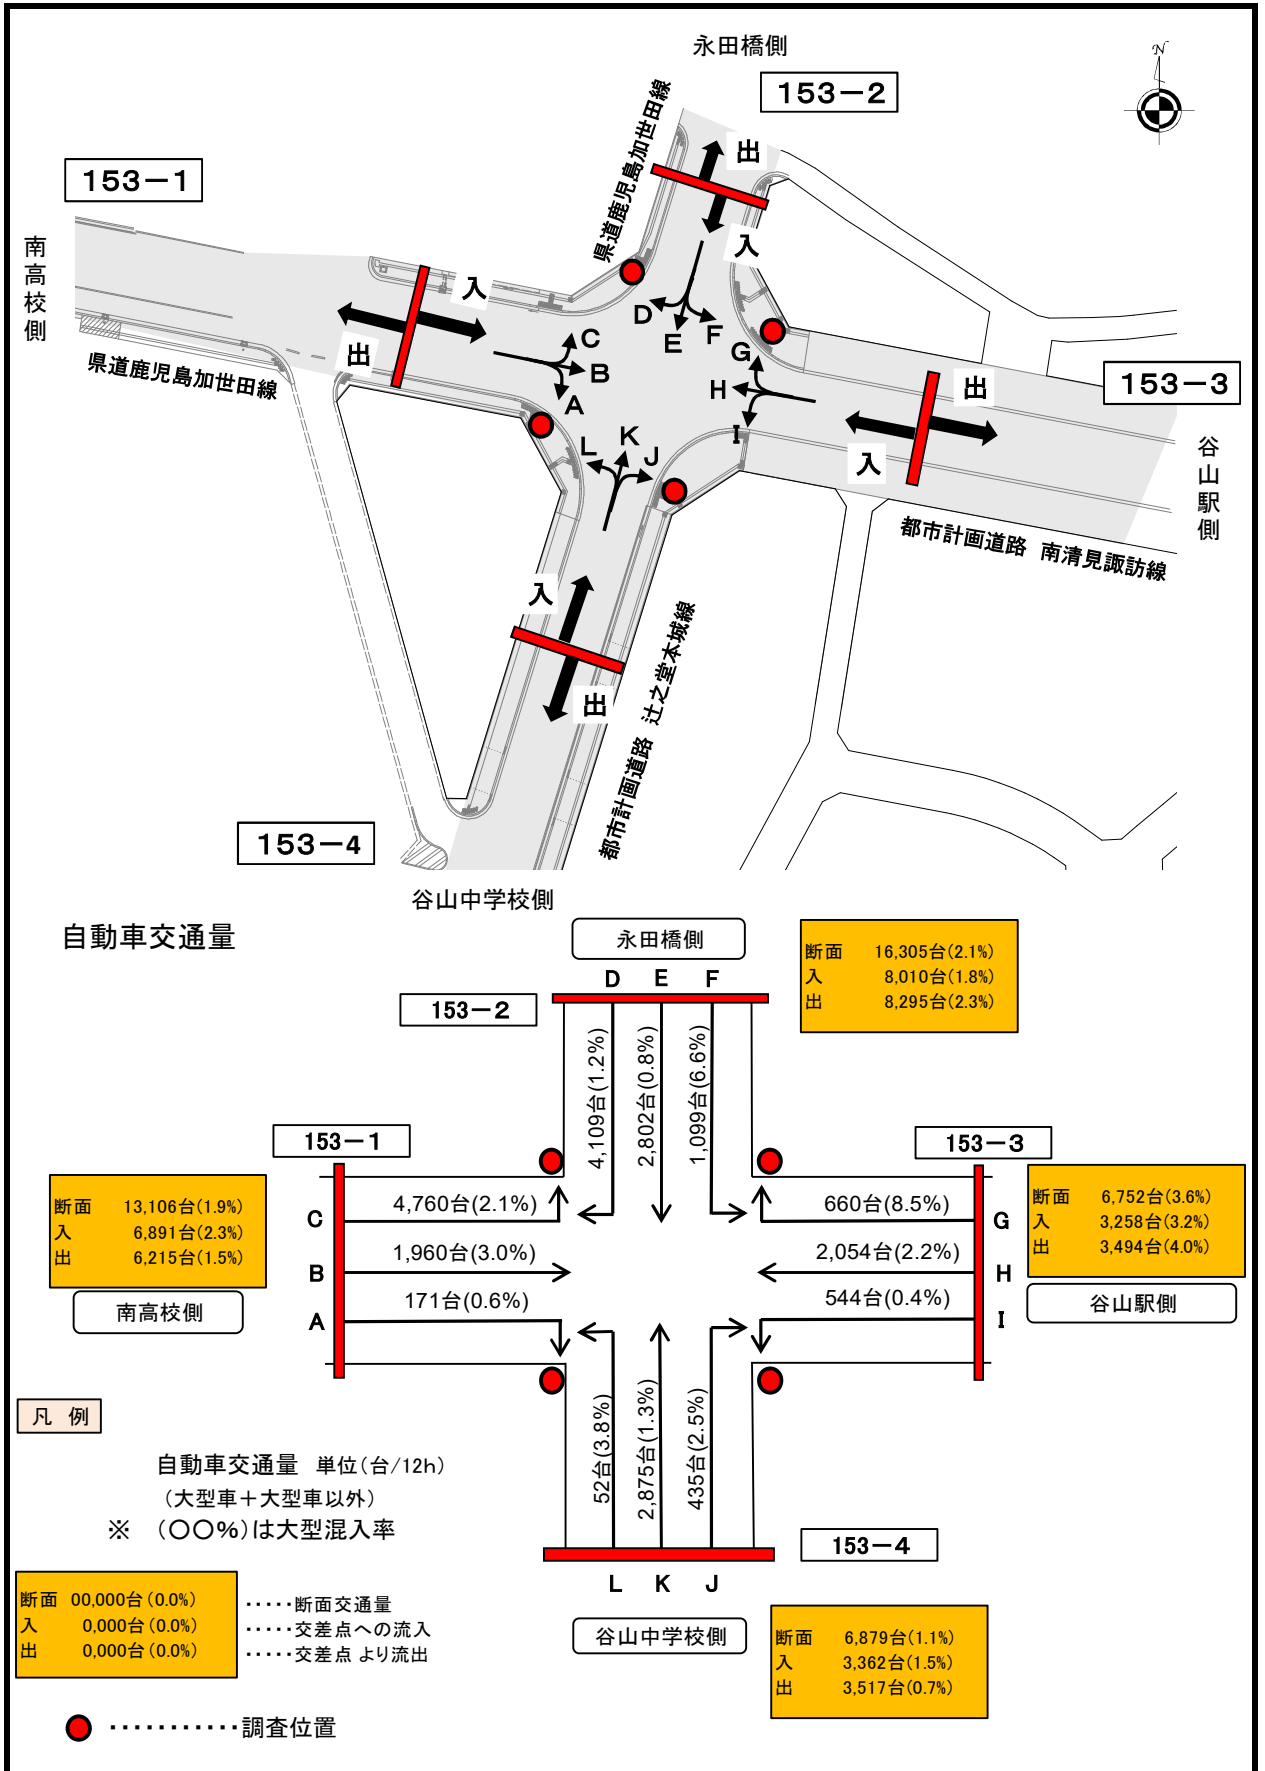 永田橋側
153－2
N
153－1
県道鹿児島加世田線
出
入
南高校側
入
出
県道鹿児島加世田線
D
E
F
C
B
A
G
H
I
L
K
J
153－3
出
入
谷山駅側
都市計画道路　南清見諏訪線
入
出
都市計画道路　辻之堂本城線
153－4
谷山中学校側
自動車交通量
永田橋側
断面 16,305台(2.1%)
入 8,010台(1.8%)
出 8,295台(2.3%)
D E F
153－2
4,109台(1.2%)
2,802台(0.8%)
1,099台(6.6%)
153－1
153－3
断面 13,106台(1.9%)
入 6,891台(2.3%)
出 6,215台(1.5%)
南高校側
C 4,760台(2.1%)
B 1,960台(3.0%)
A 171台(0.6%)
660台(8.5%) G
2,054台(2.2%) H
544台(0.4%) I
断面 6,752台(3.6%)
入 3,258台(3.2%)
出 3,494台(4.0%)
谷山駅側
52台(3.8%)
2,875台(1.3%)
435台(2.5%)
凡 例
自動車交通量 単位(台/12h)
(大型車＋大型車以外)
※ (○○%)は大型混入率
153－4
L K J
谷山中学校側
断面 6,879台(1.1%)
入 3,362台(1.5%)
出 3,517台(0.7%)
断面 00,000台(0.0%) ･････断面交通量
入 0,000台(0.0%) ･････交差点への流入
出 0,000台(0.0%) ･････交差点より流出
･･･････････調査位置